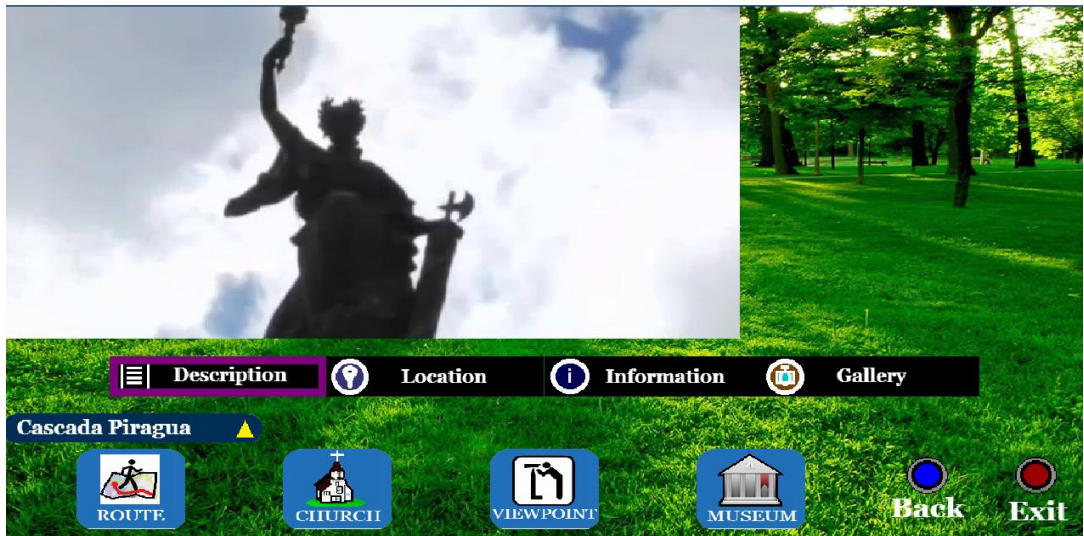 Description
Location
Information
Gallery
Cascada Piragua
ROUTE
CHURCH
VIEWPOINT
MUSEUM
Back
Exit